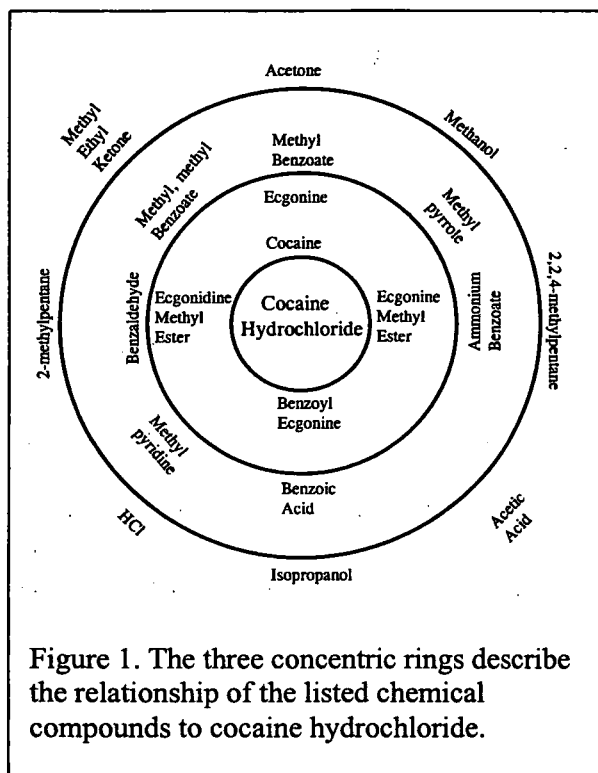 Acetone
Methyl
Ethyl
Ketone
Methanol
Methyl
Benzoate
Methyl, methyl
Benzoate
Methyl
pyrrole
Ecgonine
Cocaine
2-methylpentane
Benzaldehyde
Ecgonidine
Methyl
Ester
Cocaine
Hydrochloride
Ecgonine
Methyl
Ester
Ammonium
Benzoate
2,2,4-methylpentane
Benzoyl
Ecgonine
Methyl
pyridine
Benzoic
Acid
HCl
Acetic
Acid
Isopropanol
Figure 1. The three concentric rings describe
the relationship of the listed chemical
compounds to cocaine hydrochloride.